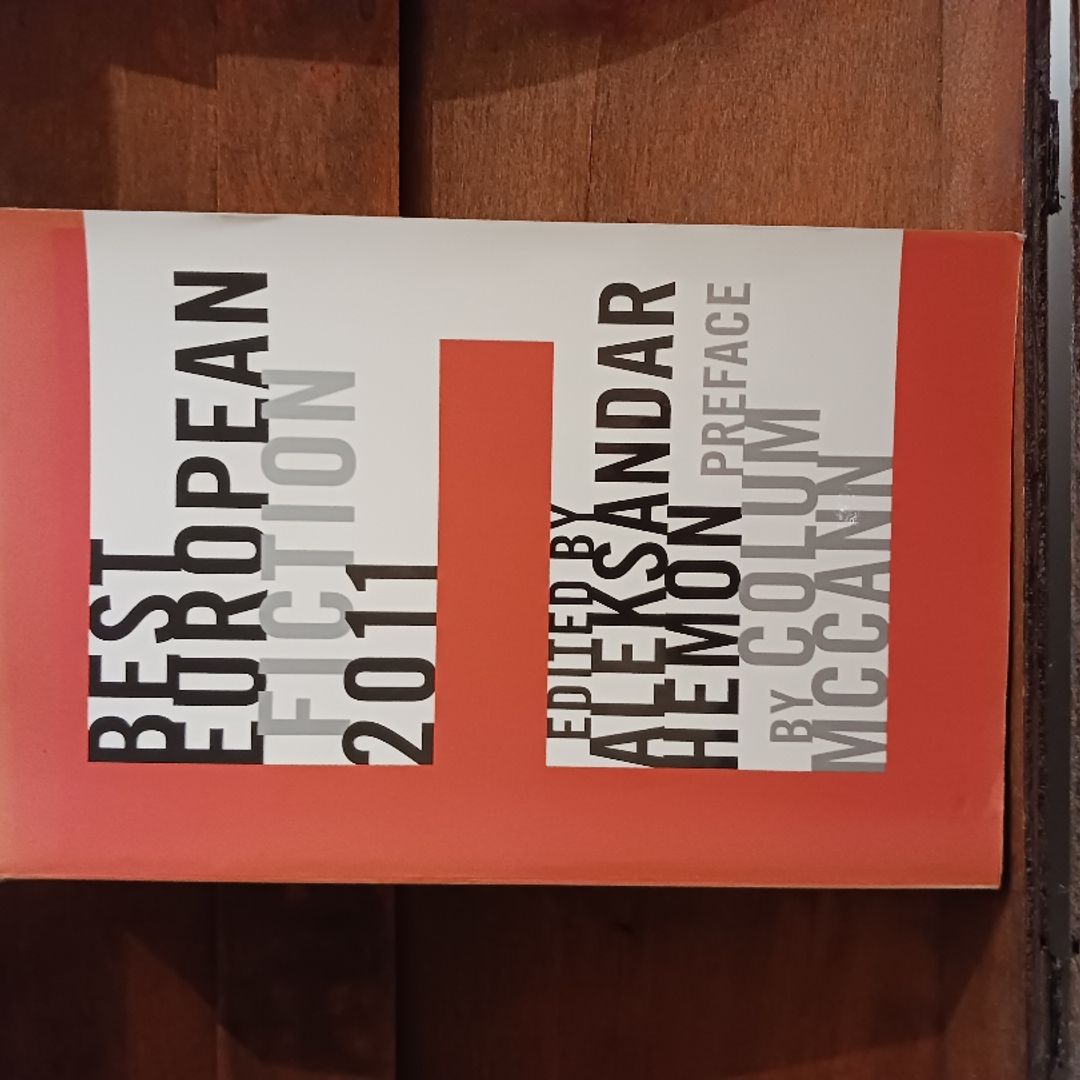 BEST
EUROPEAN
FICTION
2011
EDITED BY
ALEKSANDAR
HEMON PREFACE
BY COLUM
MCCANN